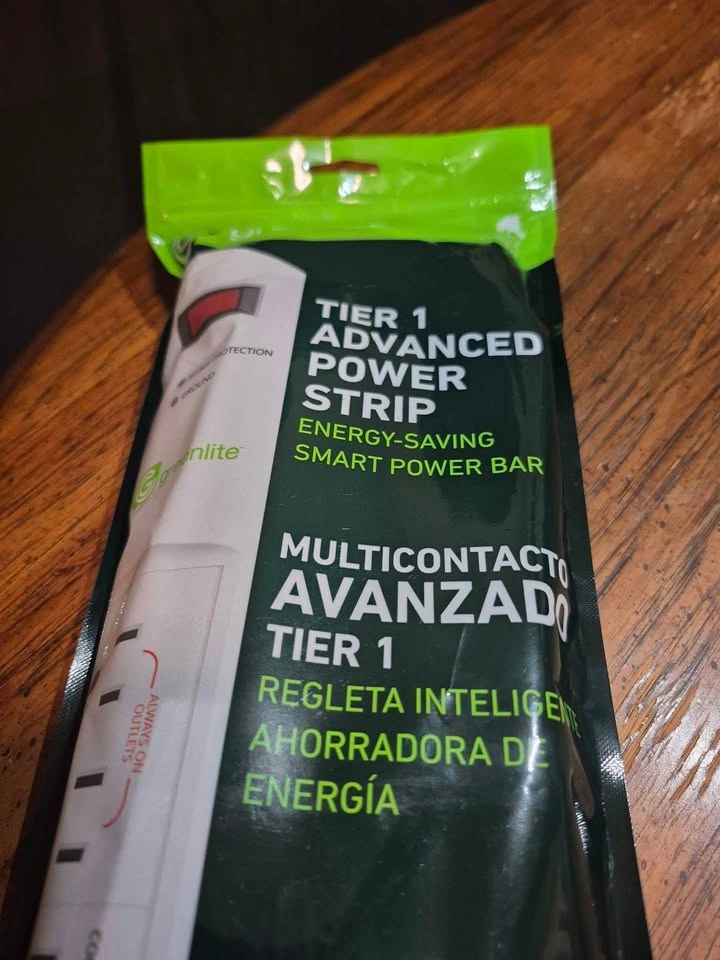 TIER 1
ADVANCED
POWER
STRIP
ENERGY-SAVING
SMART POWER BAR
MULTICONTACTO
AVANZADO
TIER 1
REGLETA INTELIGENTE
AHORRADORA DE
ENERGÍA
PROTECTION
GROUND
greenlite™
ALWAYS ON
OUTLETS